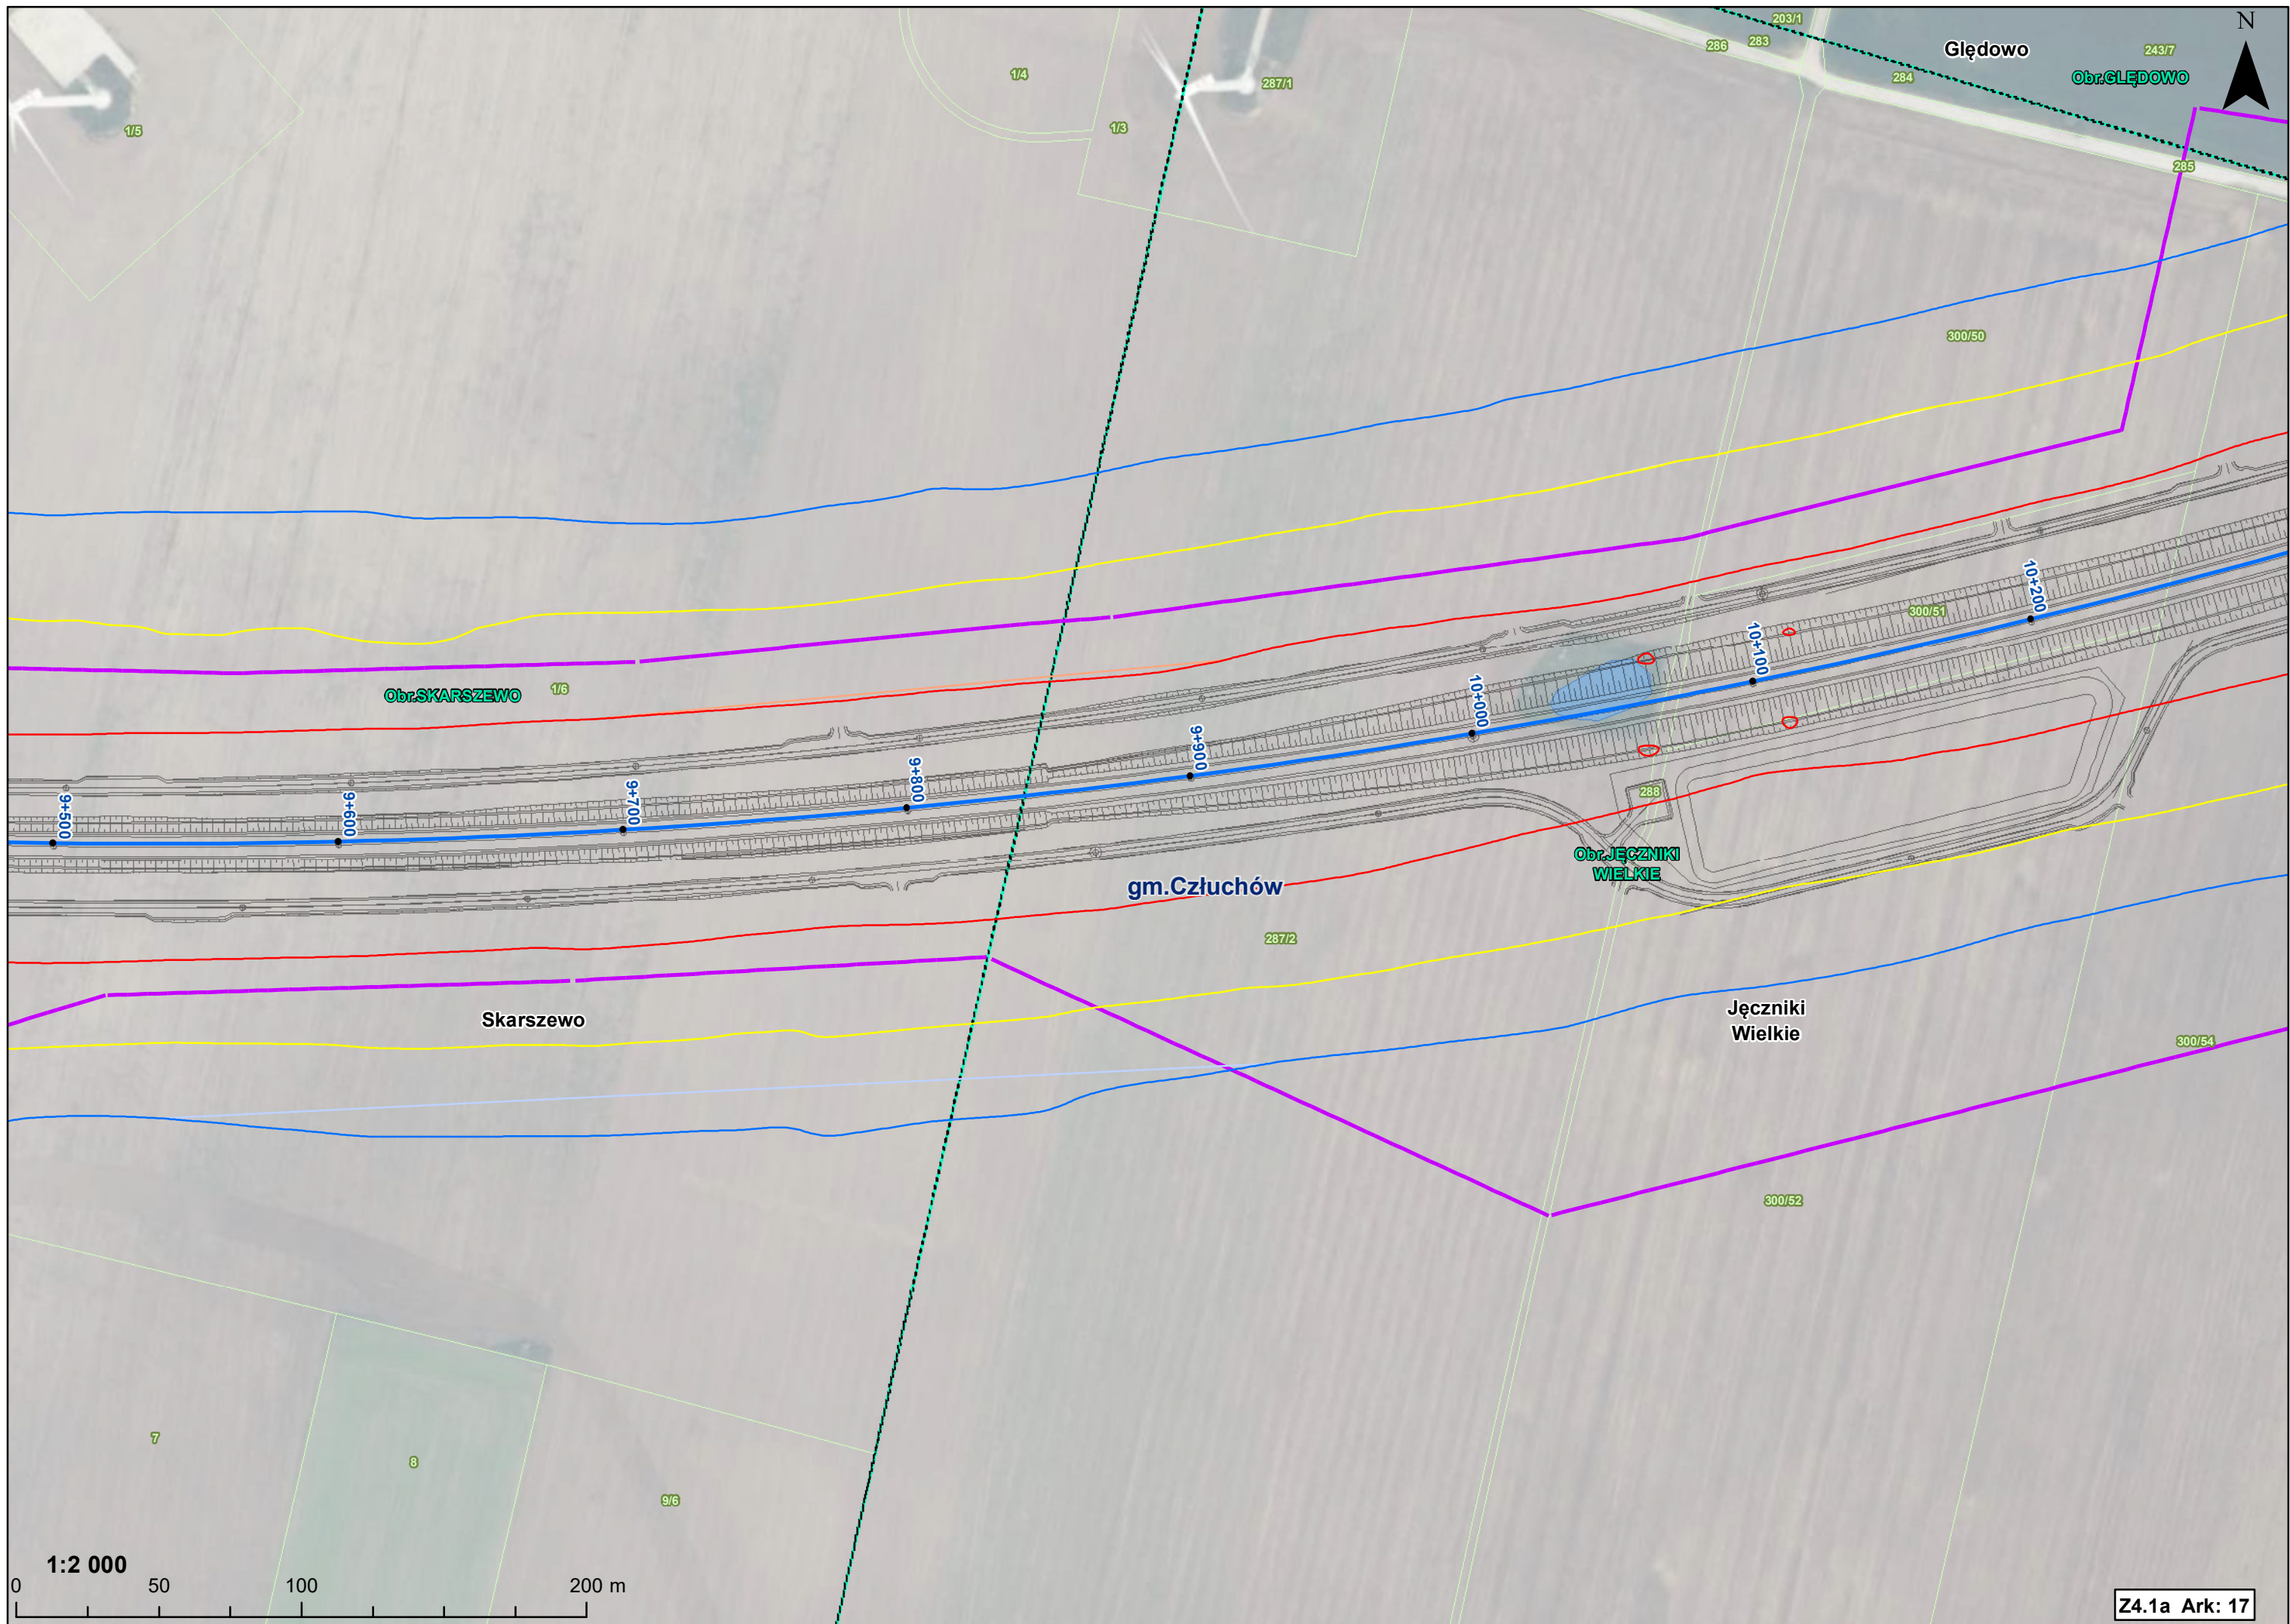 203/1
286
283
Ględowo
243/7
N
284
Obr.GLĘDOWO
1/4
287/1
1/5
1/3
285
300/50
10+200
300/51
10+100
Obr.SKARSZEWO
1/6
10+000
9+900
9+800
9+700
9+600
9+500
288
Obr.JĘCZNIKI
WIELKIE
gm.Człuchów
287/2
Skarszewo
Jęczniki
Wielkie
300/54
300/52
7
8
9/6
1:2 000
0 50 100 200 m
Z4.1a Ark: 17